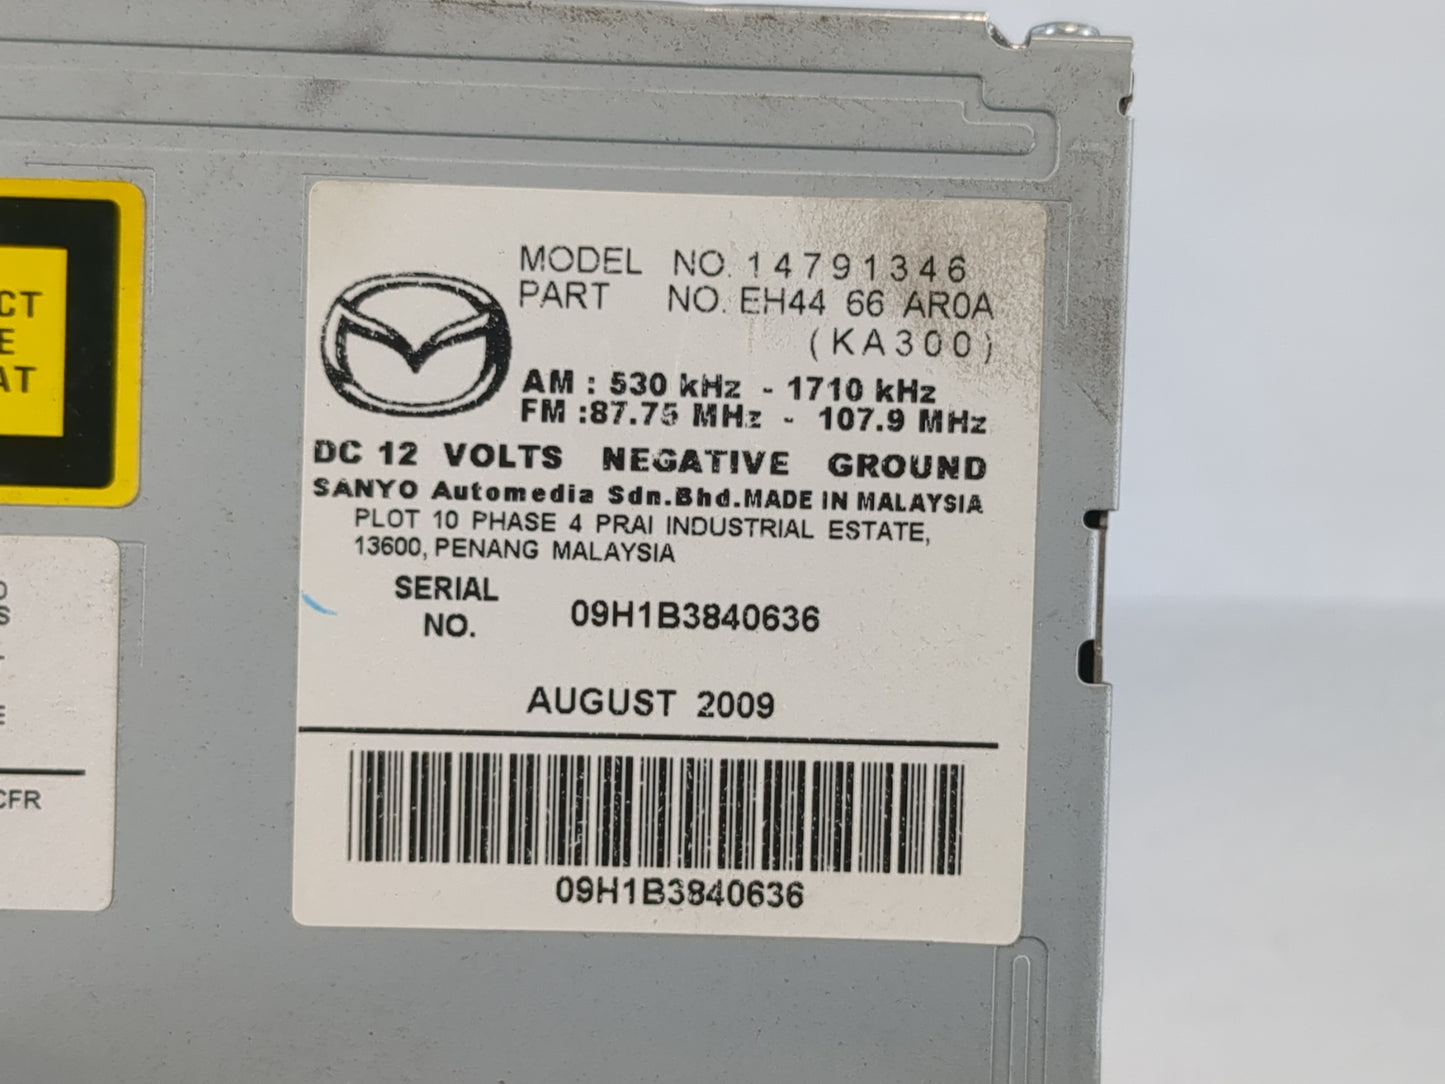 CT
E
AT
MODEL NO. 14791346
PART NO. EH44 66 AR0A
(KA300)
AM : 530 kHz - 1710 kHz
FM :87.75 MHz - 107.9 MHz
DC 12 VOLTS NEGATIVE GROUND
SANYO Automedia Sdn.Bhd.MADE IN MALAYSIA
PLOT 10 PHASE 4 PRAI INDUSTRIAL ESTATE,
13600, PENANG MALAYSIA
SERIAL
NO. 09H1B3840636
AUGUST 2009
09H1B3840636
S
E
CFR